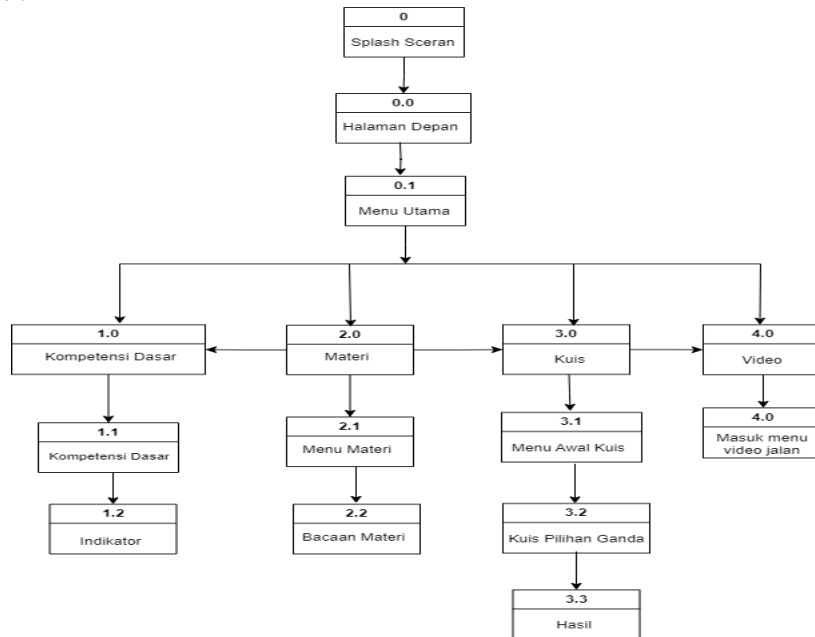 0
Splash Sceran
0.0
Halaman Depan
0.1
Menu Utama
1.0
Kompetensi Dasar
2.0
Materi
3.0
Kuis
4.0
Video
1.1
Kompetensi Dasar
2.1
Menu Materi
3.1
Menu Awal Kuis
4.0
Masuk menu
video jalan
1.2
Indikator
2.2
Bacaan Materi
3.2
Kuis Pilihan Ganda
3.3
Hasil